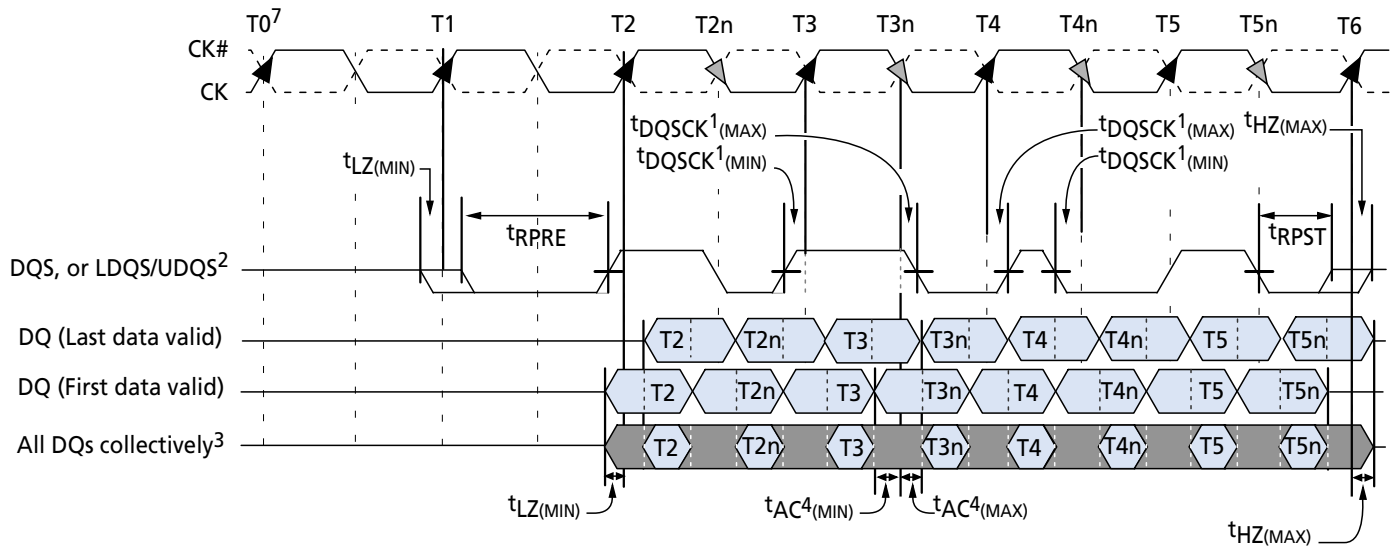 T0⁷ T1 T2 T2n T3 T3n T4 T4n T5 T5n T6
CK#
CK
tDQSCK¹(MAX) tDQSCK¹(MAX) tHZ(MAX)
tLZ(MIN) tDQSCK¹(MIN) tDQSCK¹(MIN)
tRPRE tRPST
DQS, or LDQS/UDQS²
DQ (Last data valid) T2 T2n T3 T3n T4 T4n T5 T5n
DQ (First data valid) T2 T2n T3 T3n T4 T4n T5 T5n
All DQs collectively³ T2 T2n T3 T3n T4 T4n T5 T5n
tLZ(MIN) tAC⁴(MIN) tAC⁴(MAX)
tHZ(MAX)